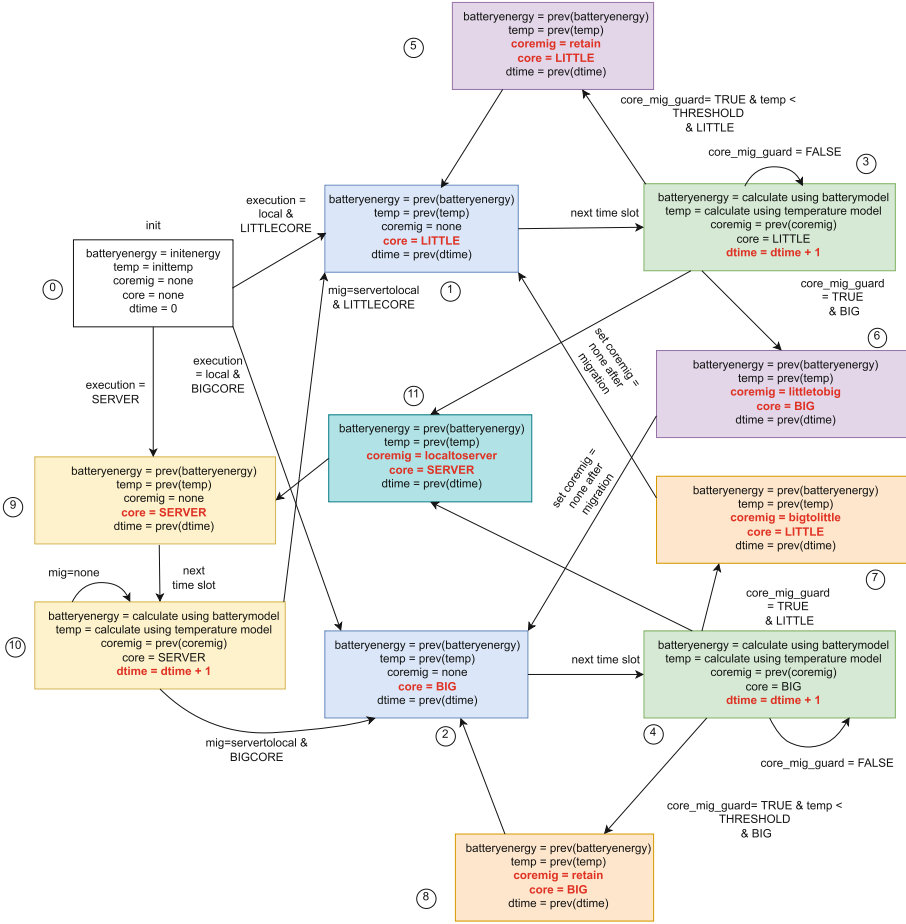 batteryenergy = prev(batteryenergy)
temp = prev(temp)
coremig = retain
core = LITTLE
dtime = prev(dtime)
5
core_mig_guard= TRUE & temp <
THRESHOLD
& LITTLE
core_mig_guard = FALSE
3
batteryenergy = prev(batteryenergy)
temp = prev(temp)
coremig = none
core = LITTLE
dtime = prev(dtime)
1
execution =
local &
LITTLECORE
next time slot
batteryenergy = calculate using batterymodel
temp = calculate using temperature model
coremig = prev(coremig)
core = LITTLE
dtime = dtime + 1
init
batteryenergy = initenergy
temp = inittemp
coremig = none
core = none
dtime = 0
0
mig=servertolocal
& LITTLECORE
core_mig_guard
= TRUE
& BIG
6
set coremig =
none after
migration
execution =
SERVER
execution
= local &
BIGCORE
batteryenergy = prev(batteryenergy)
temp = prev(temp)
coremig = littletobig
core = BIG
dtime = prev(dtime)
11
batteryenergy = prev(batteryenergy)
temp = prev(temp)
coremig = localtoserver
core = SERVER
dtime = prev(dtime)
set coremig =
none after
migration
9
batteryenergy = prev(batteryenergy)
temp = prev(temp)
coremig = none
core = SERVER
dtime = prev(dtime)
batteryenergy = prev(batteryenergy)
temp = prev(temp)
coremig = bigtolittle
core = LITTLE
dtime = prev(dtime)
7
mig=none
next
time slot
core_mig_guard
= TRUE
& LITTLE
10
batteryenergy = calculate using batterymodel
temp = calculate using temperature model
coremig = prev(coremig)
core = SERVER
dtime = dtime + 1
batteryenergy = prev(batteryenergy)
temp = prev(temp)
coremig = none
core = BIG
dtime = prev(dtime)
2
next time slot
batteryenergy = calculate using batterymodel
temp = calculate using temperature model
coremig = prev(coremig)
core = BIG
dtime = dtime + 1
4
mig=servertolocal &
BIGCORE
core_mig_guard = FALSE
core_mig_guard= TRUE & temp <
THRESHOLD
& BIG
batteryenergy = prev(batteryenergy)
temp = prev(temp)
coremig = retain
core = BIG
dtime = prev(dtime)
8